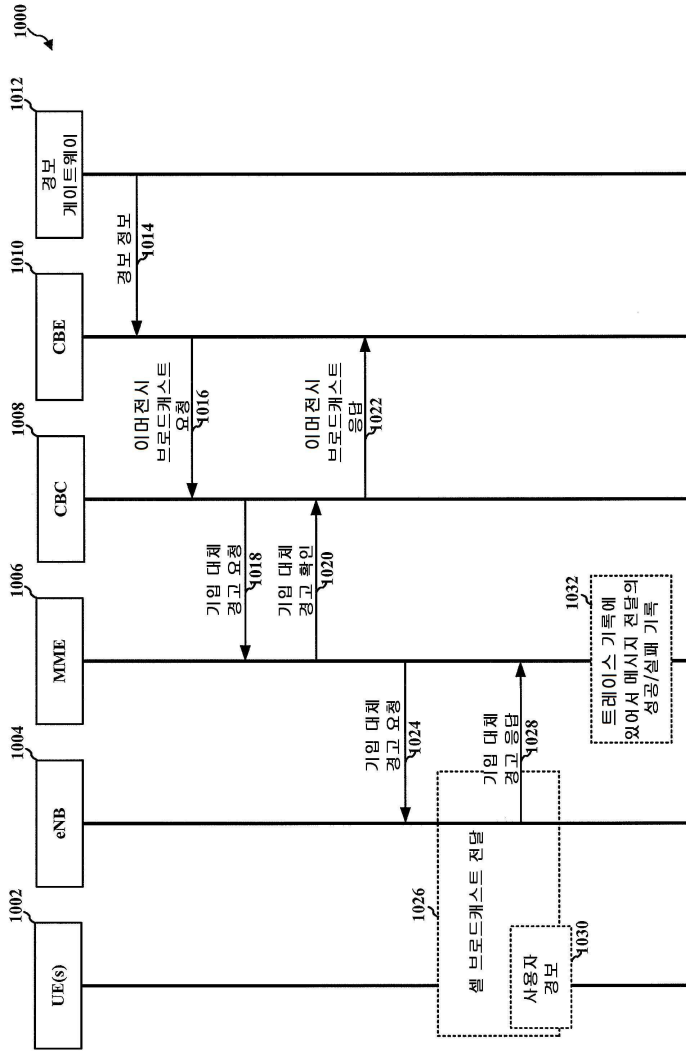 1000
1002
UE(s)
1004
eNB
1006
MME
1008
CBC
1010
CBE
1012
경보
게이트웨이
경보 정보
1014
이머전시
브로드캐스트
요청
1016
기입 대체
경고 요청
1018
기입 대체
경고 확인
1020
이머전시
브로드캐스트
응답
1022
기입 대체
경고 요청
1024
1026
셀 브로드캐스트 전달
기입 대체
경고 응답
1028
사용자
경보
1030
1032
트레이스 기록에
있어서 메시지 전달의
성공/실패 기록